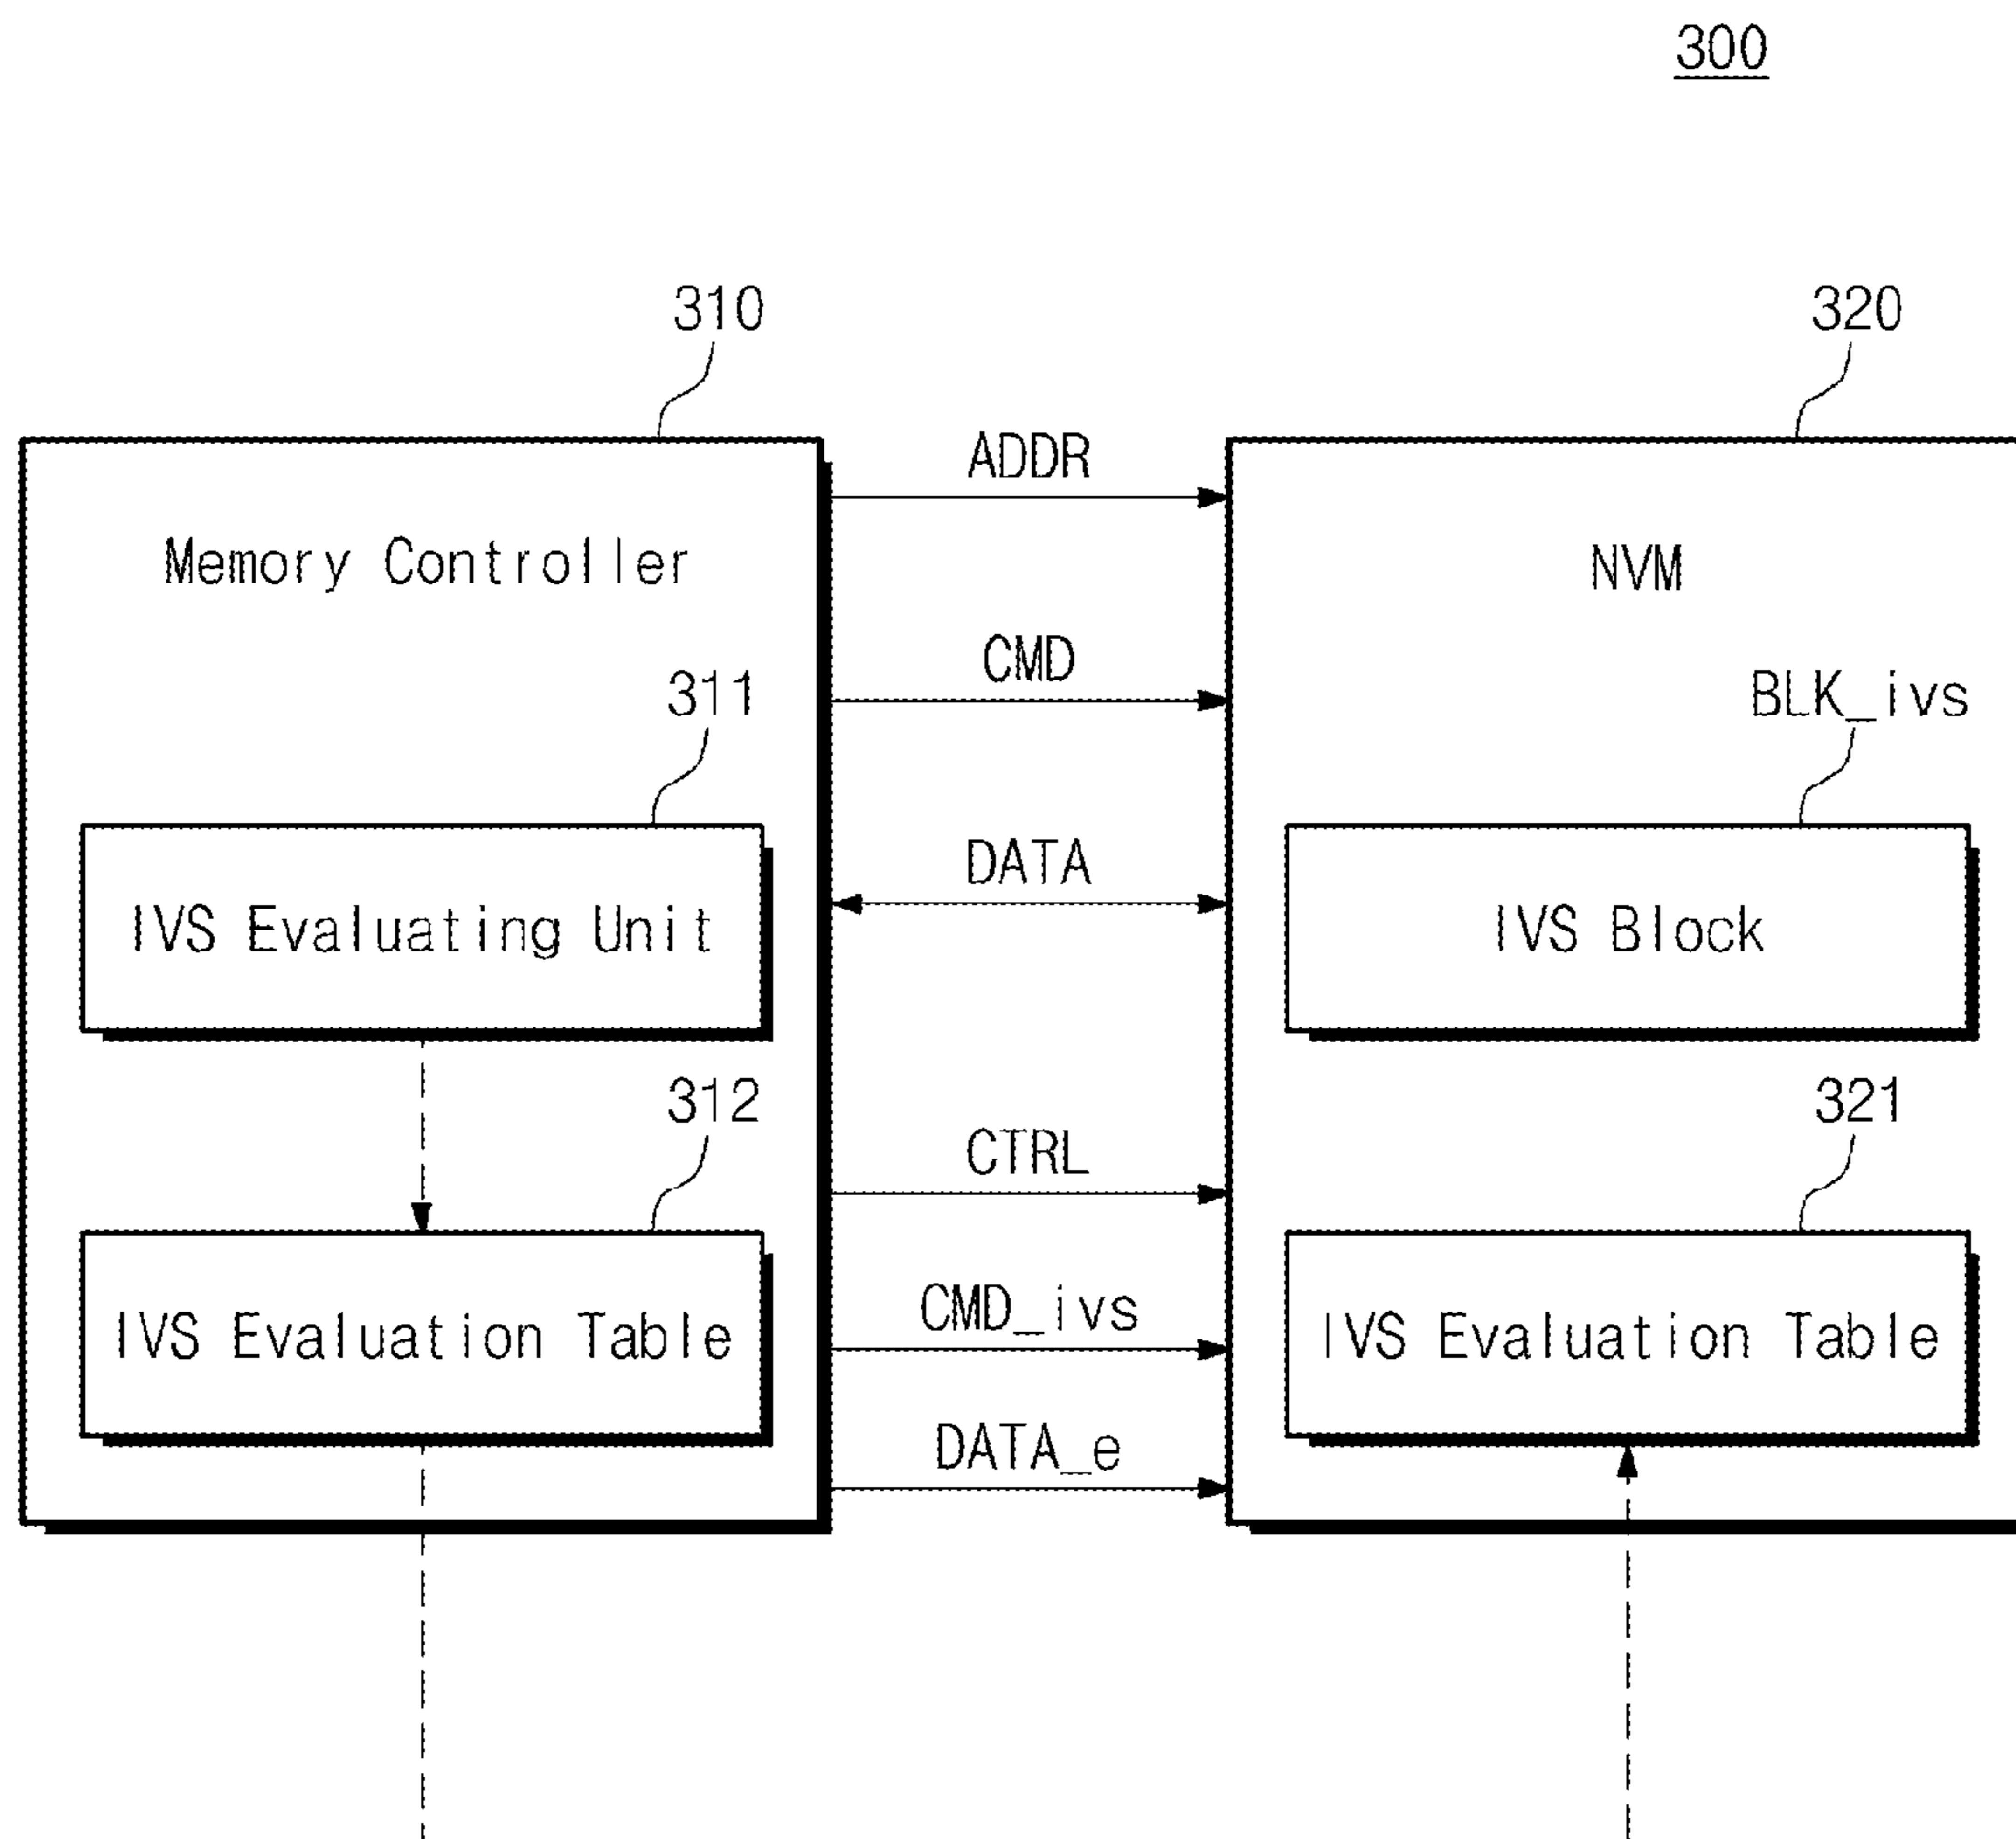 300
310
320
ADDR
Memory Controller
NVM
CMD
311
BLK_ivs
DATA
IVS Evaluating Unit
IVS Block
312
321
CTRL
CMD_ivs
IVS Evaluation Table
IVS Evaluation Table
DATA_e